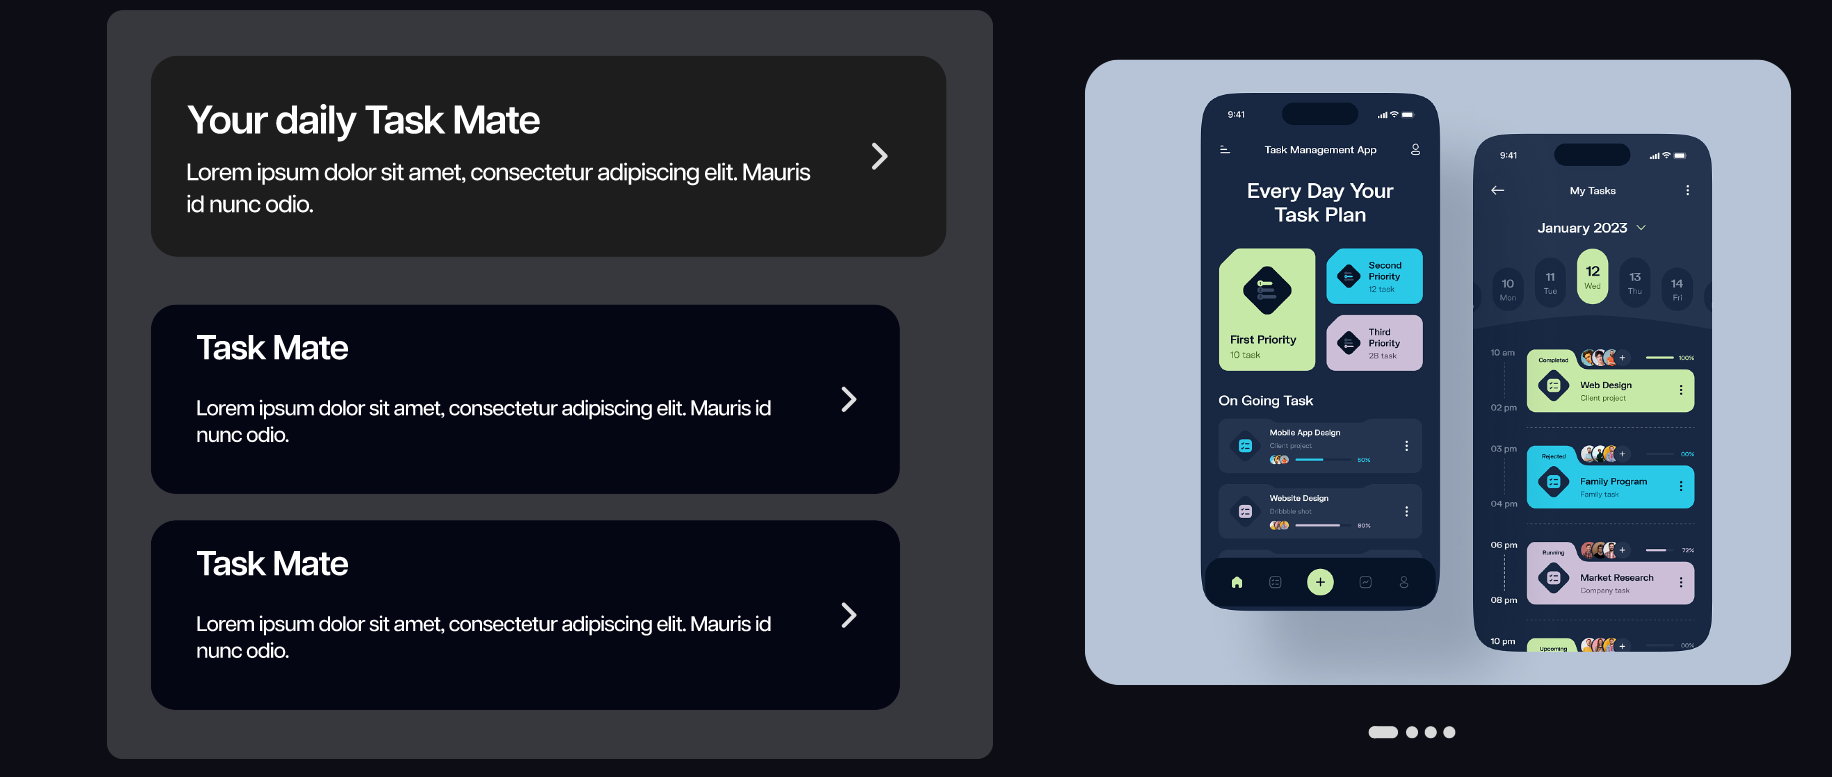 Your daily Task Mate
Lorem ipsum dolor sit amet, consectetur adipiscing elit. Mauris
id nunc odio.
Task Mate
Lorem ipsum dolor sit amet, consectetur adipiscing elit. Mauris id
nunc odio.
Task Mate
Lorem ipsum dolor sit amet, consectetur adipiscing elit. Mauris id
nunc odio.
9:41
Task Management App
Every Day Your
Task Plan
First Priority
10 task
Second
Priority
12 task
Third
Priority
28 task
On Going Task
Mobile App Design
Client project
50%
Website Design
Dribbble shot
80%
9:41
My Tasks
January 2023
10
Mon
11
Tue
12
Wed
13
Thu
14
Fri
10 am
Completed
100%
Web Design
Client project
02 pm
03 pm
Rejected
00%
Family Program
Family task
04 pm
06 pm
Running
72%
Market Research
Company task
08 pm
10 pm
Upcoming
00%